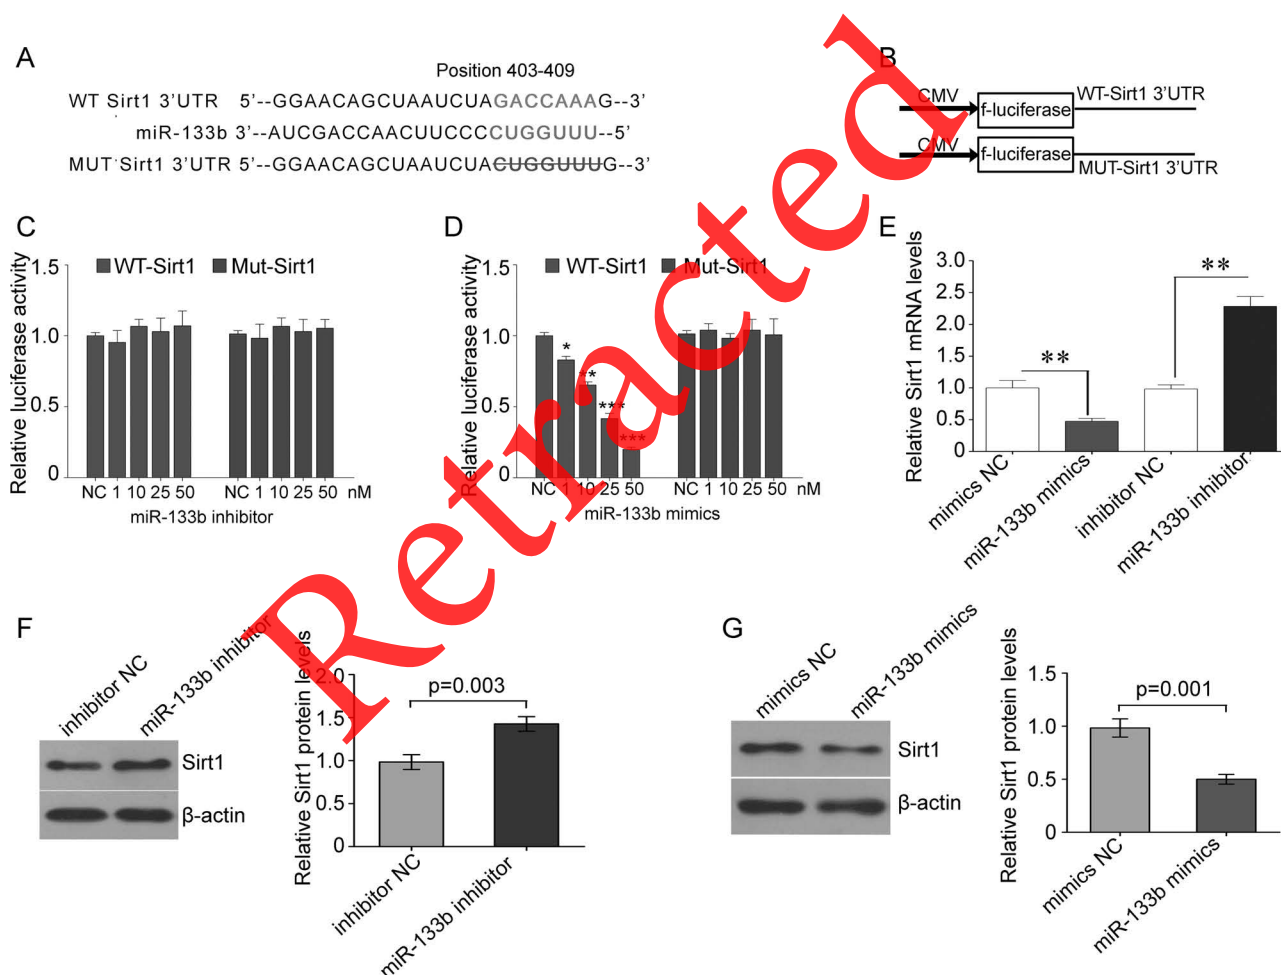 A
Position 403-409
WT Sirt1 3’UTR 5’--GGAACAGCUAAUCUAGACCAAAG--3’
miR-133b 3’--AUCGACCAACUUCCCCUGGUUU--5’
MUT Sirt1 3’UTR 5’--GGAACAGCUAAUCUACUGGUUUG--3’
B
CMV
f-luciferase
WT-Sirt1 3’UTR
CMV
f-luciferase
MUT-Sirt1 3’UTR
C
Relative luciferase activity
1.5
1.0
0.5
0
WT-Sirt1 Mut-Sirt1
NC 1 10 25 50 NC 1 10 25 50 nM
miR-133b inhibitor
D
Relative luciferase activity
1.5
1.0
0.5
0
WT-Sirt1 Mut-Sirt1
*
**
***
***
NC 1 10 25 50 NC 1 10 25 50 nM
miR-133b mimics
E
Relative Sirt1 mRNA levels
3.0
2.5
2.0
1.5
1.0
0.5
0
**
**
mimics NC
miR-133b mimics
inhibitor NC
miR-133b inhibitor
F
inhibitor NC
miR-133b inhibitor
Sirt1
β-actin
Relative Sirt1 protein levels
2.0
1.5
1.0
0.5
0
p=0.003
inhibitor NC
miR-133b inhibitor
G
mimics NC
miR-133b mimics
Sirt1
β-actin
Relative Sirt1 protein levels
1.5
1.0
0.5
0
p=0.001
mimics NC
miR-133b mimics
Retracted